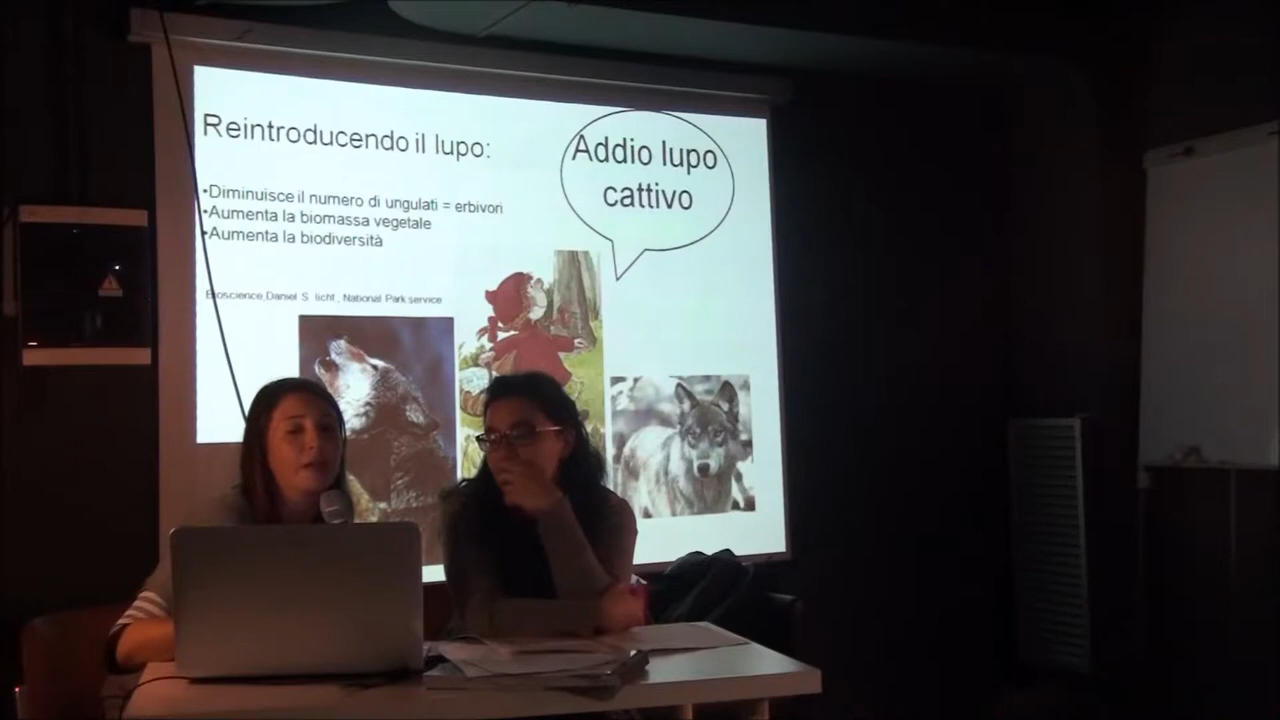 Reintroducendo il lupo:
Addio lupo
cattivo
•Diminuisce il numero di ungulati = erbivori
•Aumenta la biomassa vegetale
•Aumenta la biodiversità
Bioscience,Daniel S. licht , National Park service